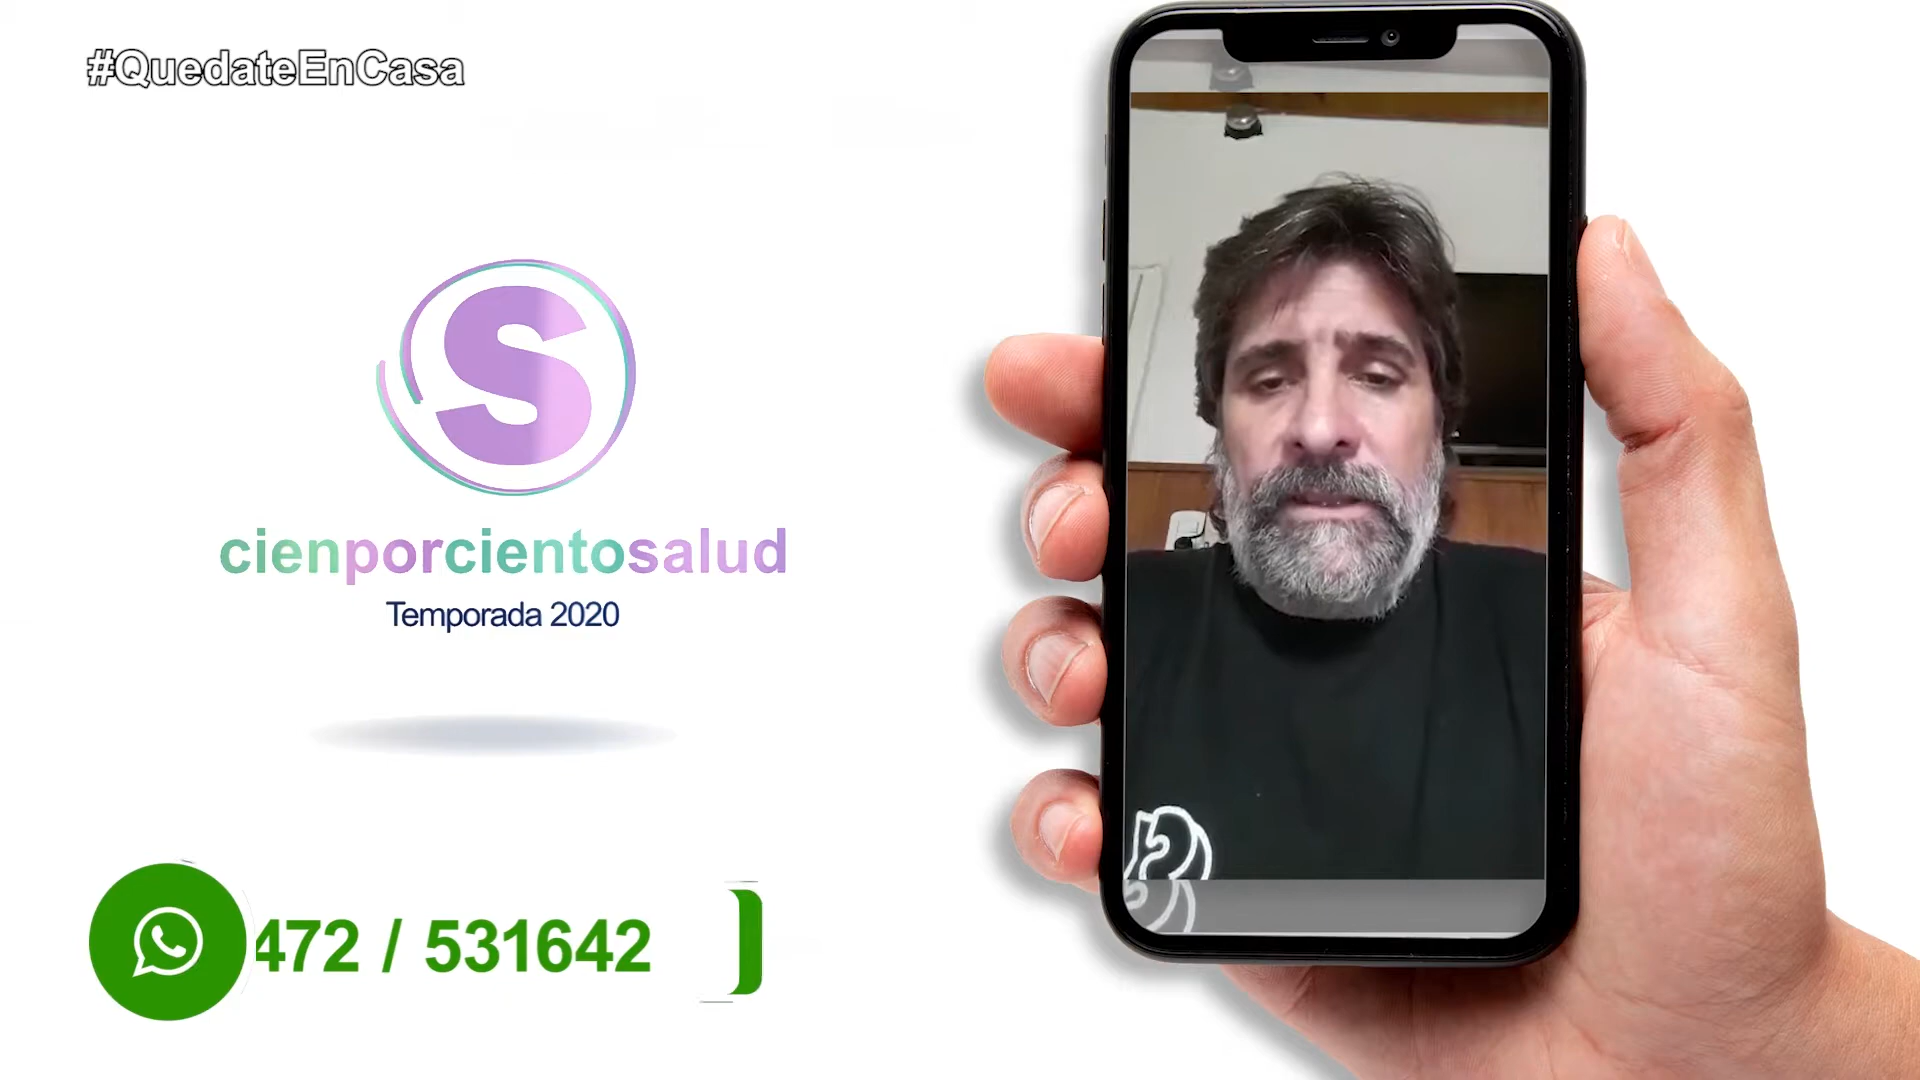 #QuedateEnCasa
S
cienporcientosalud
Temporada 2020
472 / 531642